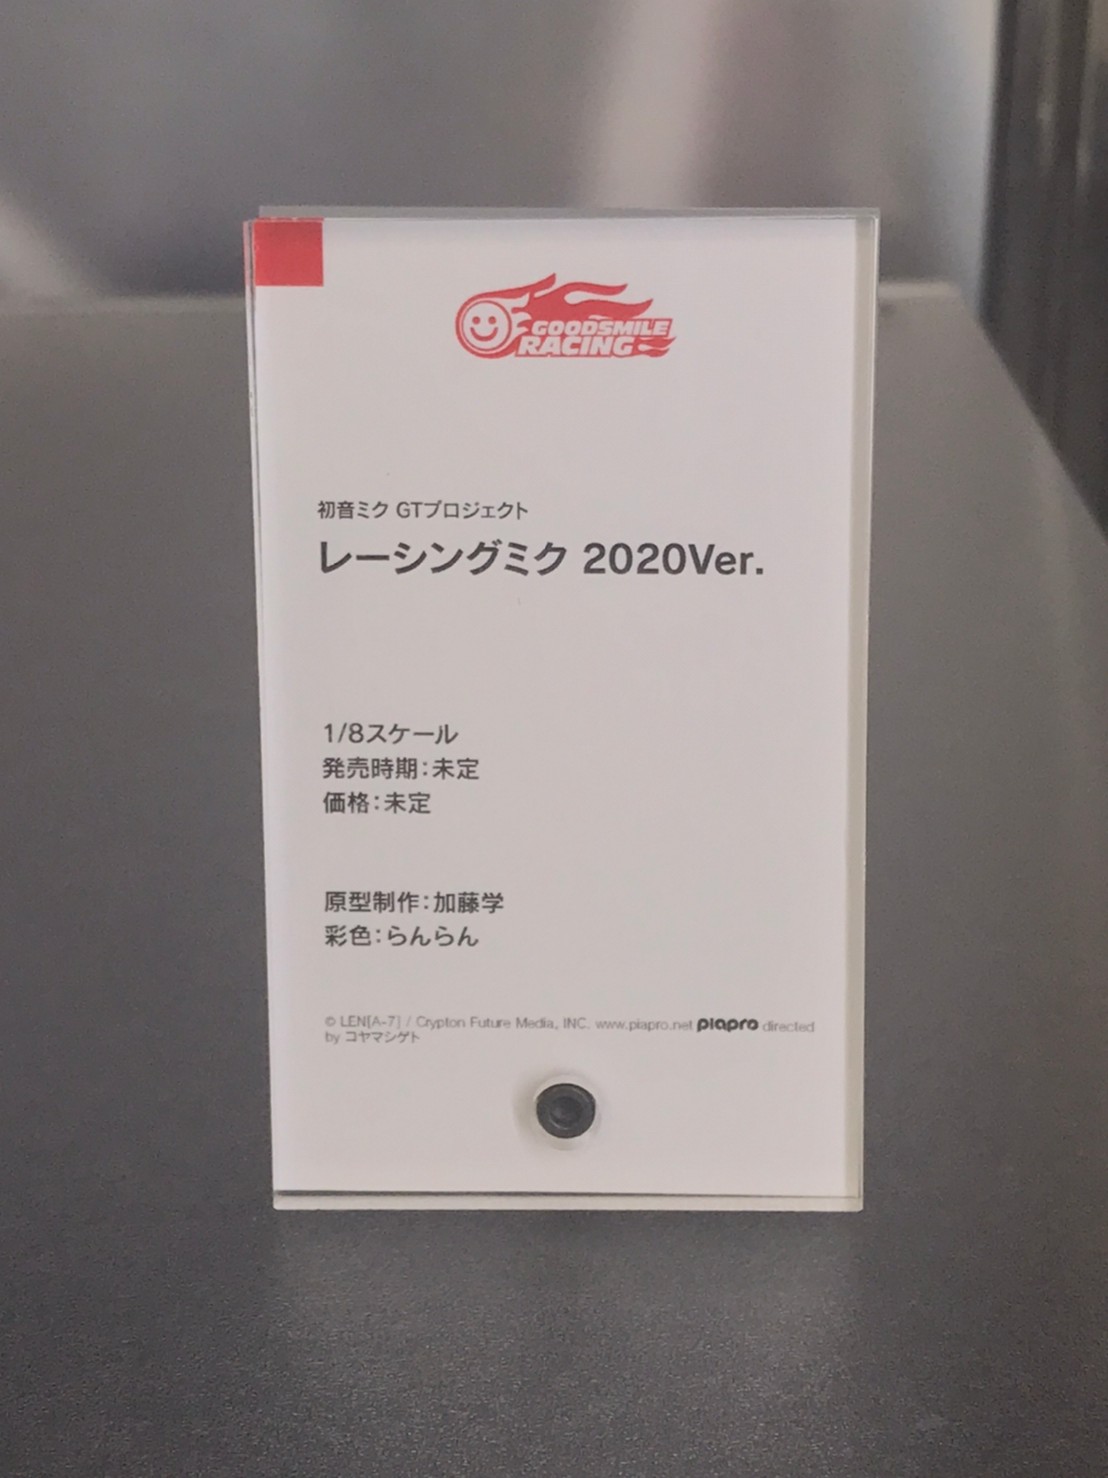 GOODSMILE
RACING
初音ミク GTプロジェクト
レーシングミク 2020Ver.
1/8スケール
発売時期:未定
価格:未定
原型制作:加藤学
彩色:らんらん
© LEN[A-7] / Crypton Future Media, INC. www.piapro.net piapro directed
by コヤマシゲト